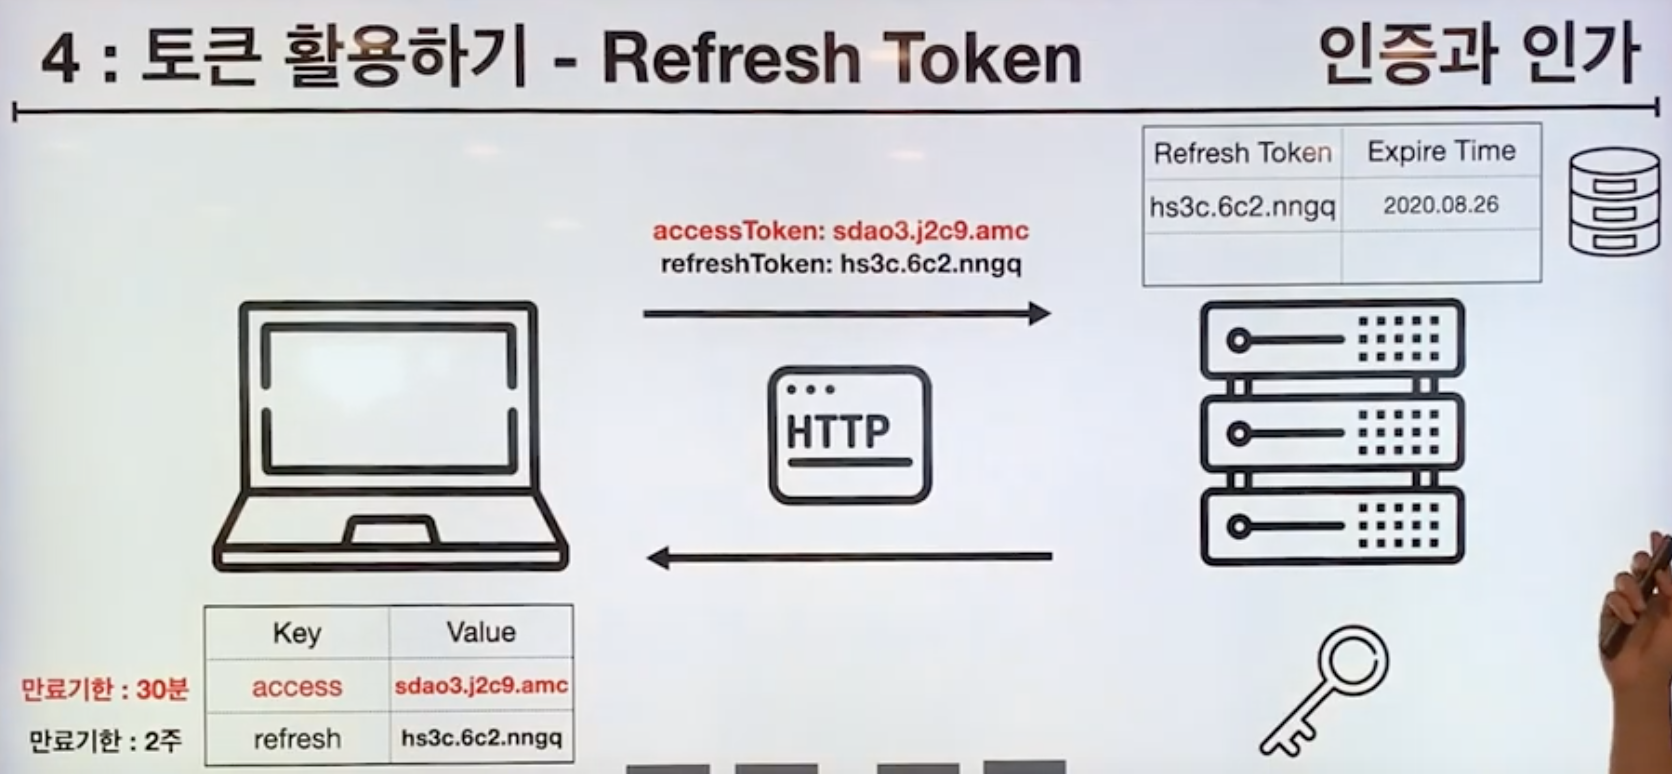 4 : 토큰 활용하기 - Refresh Token
인증과 인가
Refresh Token Expire Time
hs3c.6c2.nngq 2020.08.26
accessToken: sdao3.j2c9.amc
refreshToken: hs3c.6c2.nngq
HTTP
Key Value
만료기한 : 30분 access sdao3.j2c9.amc
만료기한 : 2주 refresh hs3c.6c2.nngq